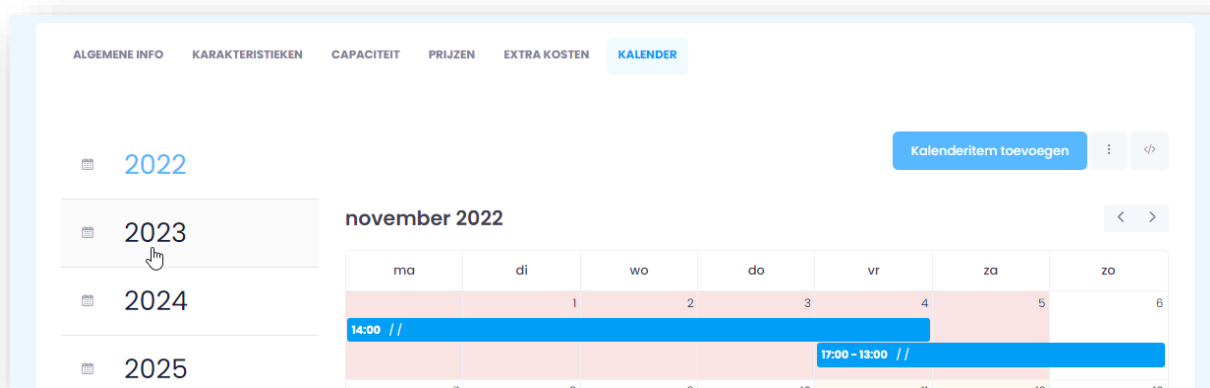 ALGEMENE INFO KARAKTERISTIEKEN CAPACITEIT PRIJZEN EXTRA KOSTEN KALENDER
Kalenderitem toevoegen
2022
2023
2024
2025
november 2022
ma di wo do vr za zo
1 2 3 4 5 6
14:00 //
17:00 - 13:00 //